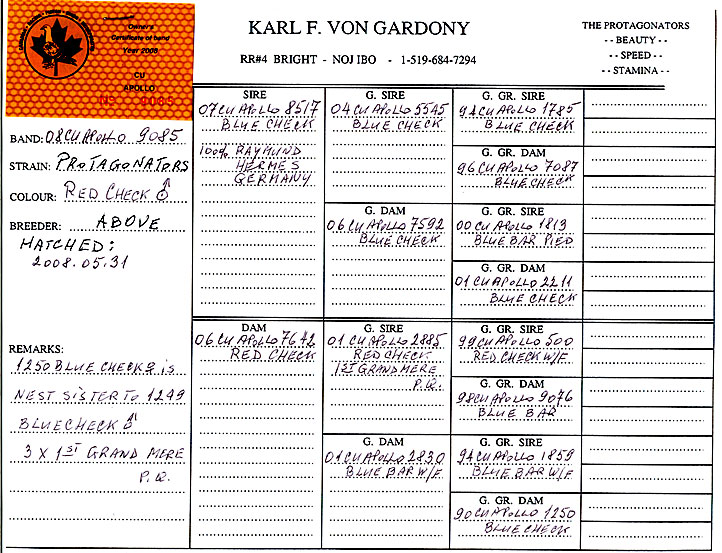 Owner's
Certificate of band
Year 2008
CU
APOLLO
Nº 9085
KARL F. VON GARDONY
RR#4 BRIGHT - NOJ IBO - 1-519-684-7294
THE PROTAGONATORS
- - BEAUTY - -
- - SPEED - -
- - STAMINA - -
BAND: 08 CU APOLLO 9085
STRAIN: PROTAGONATORS
COLOUR: RED CHECK ♂
BREEDER: ABOVE
HATCHED:
2008.05.31
REMARKS:
1250 BLUE CHECK ♀ is
NEST SISTER TO 1249
BLUECHECK ♂
3 X 1ST GRAND MERE
P.Q.
SIRE
07 CU APOLLO 8517
BLUE CHECK
100% RAYMUND
HERMES
GERMANY
DAM
06 CU APOLLO 7642
RED CHECK
G. SIRE
04 CU APOLLO 5545
BLUE CHECK
G. DAM
06 CU APOLLO 7592
BLUE CHECK
G. SIRE
01 CU APOLLO 2885
RED CHECK
1ST GRAND MERE
P.Q.
G. DAM
01 CU APOLLO 2830
BLUE BAR W/F
G. GR. SIRE
94 CU APOLLO 1785
BLUE CHECK
G. GR. DAM
96 CU APOLLO 7087
BLUE CHECK
G. GR. SIRE
00 CU APOLLO 1813
BLUE BAR PIED
G. GR. DAM
01 CU APOLLO 2211
BLUE CHECK
G. GR. SIRE
99 CU APOLLO 500
RED CHECK W/F
G. GR. DAM
98 CU APOLLO 9076
BLUE BAR
G. GR. SIRE
94 CU APOLLO 1859
BLUE BAR W/F
G. GR. DAM
90 CU APOLLO 1250
BLUE CHECK